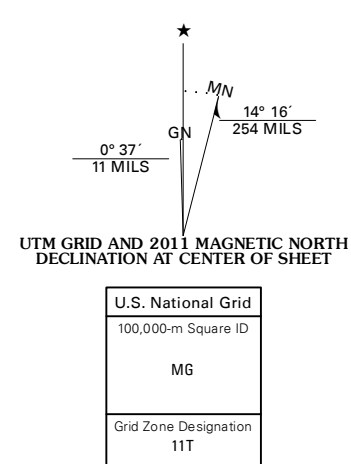 ★
MN
14° 16´
254 MILS
GN
0° 37´
11 MILS
UTM GRID AND 2011 MAGNETIC NORTH
DECLINATION AT CENTER OF SHEET
U.S. National Grid
100,000-m Square ID
MG
Grid Zone Designation
11T